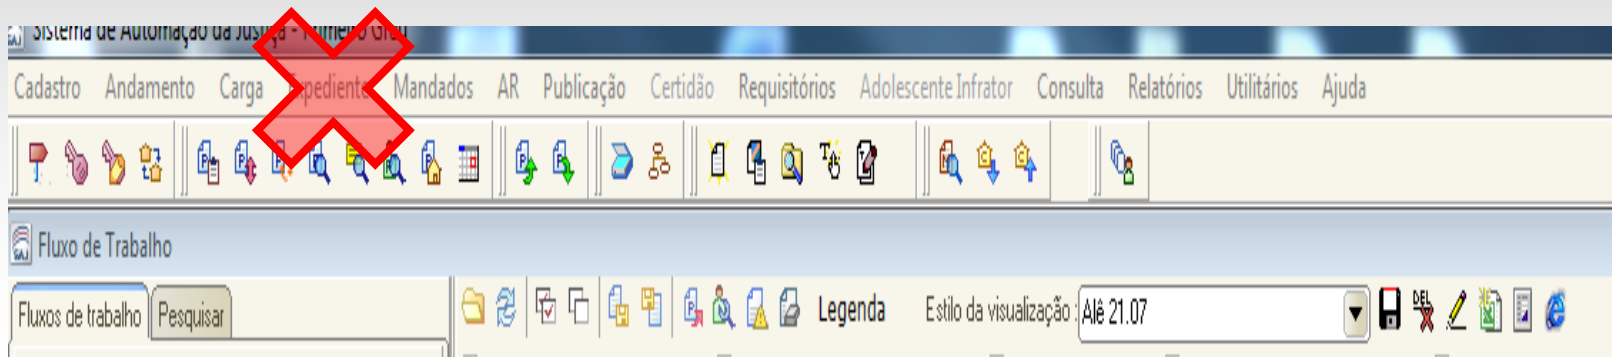 Sistema de Automação da Justiça - Primeiro Grau
Cadastro Andamento Carga Expediente Mandados AR Publicação Certidão Requisitórios Adolescente Infrator Consulta Relatórios Utilitários Ajuda
Fluxo de Trabalho
Fluxos de trabalho Pesquisar
Legenda Estilo da visualização : Alê 21.07
DEL